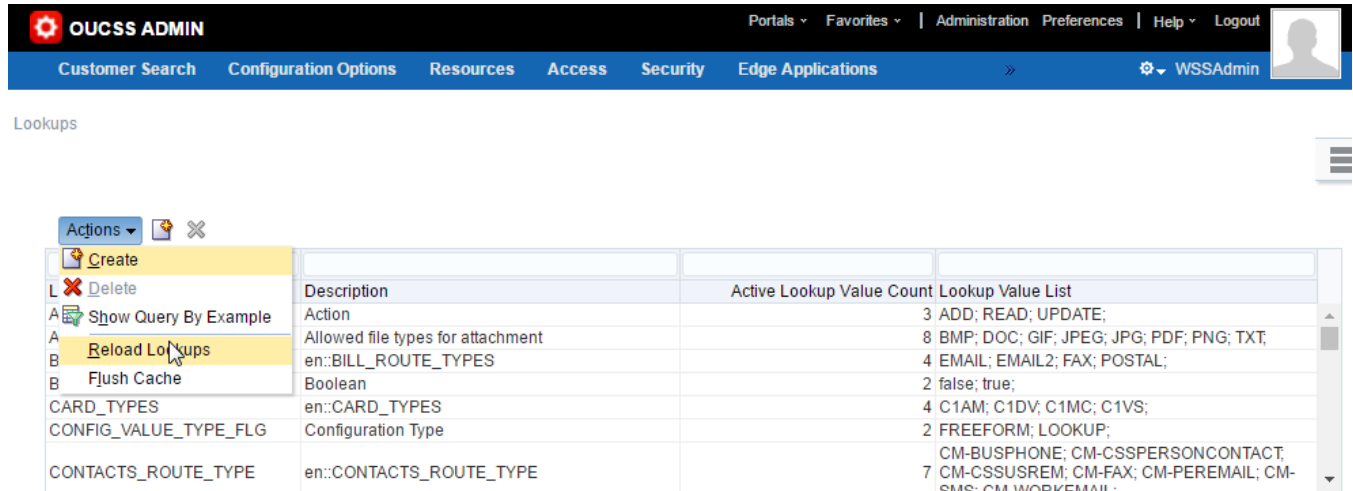 OUCSS ADMIN
Portals Favorites | Administration Preferences | Help Logout
Customer Search Configuration Options Resources Access Security Edge Applications » WSSAdmin
Lookups
Actions
Create
Delete
Show Query By Example
Reload Lookups
Flush Cache
L Description Active Lookup Value Count Lookup Value List
A Action 3 ADD; READ; UPDATE;
A Allowed file types for attachment 8 BMP; DOC; GIF; JPEG; JPG; PDF; PNG; TXT;
B en::BILL_ROUTE_TYPES 4 EMAIL; EMAIL2; FAX; POSTAL;
B Boolean 2 false; true;
CARD_TYPES en::CARD_TYPES 4 C1AM; C1DV; C1MC; C1VS;
CONFIG_VALUE_TYPE_FLG Configuration Type 2 FREEFORM; LOOKUP;
CONTACTS_ROUTE_TYPE en::CONTACTS_ROUTE_TYPE 7 CM-BUSPHONE; CM-CSSPERSONCONTACT;
CM-CSSUSREM; CM-FAX; CM-PEREMAIL; CM-
SMS; CM-WORKEMAIL;